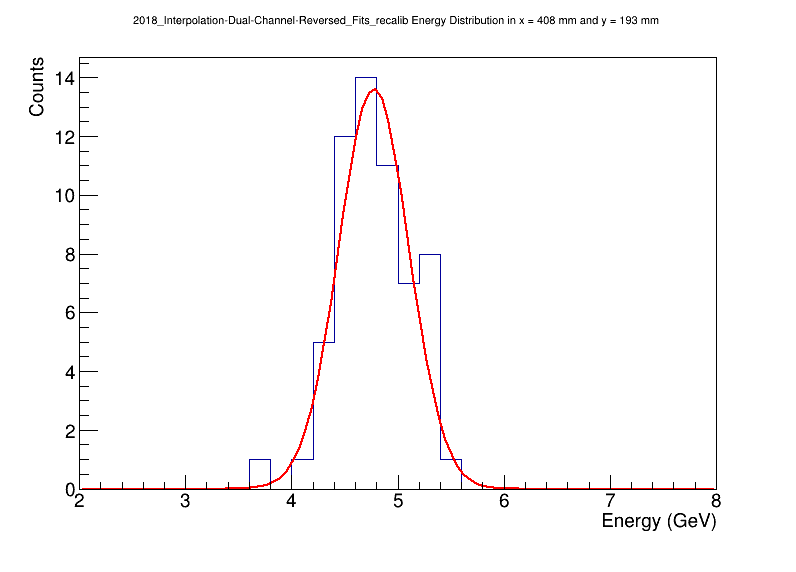 2018_Interpolation-Dual-Channel-Reversed_Fits_recalib Energy Distribution in x = 408 mm and y = 193 mm
Counts
14
12
10
8
6
4
2
0
2 3 4 5 6 7 8
Energy (GeV)